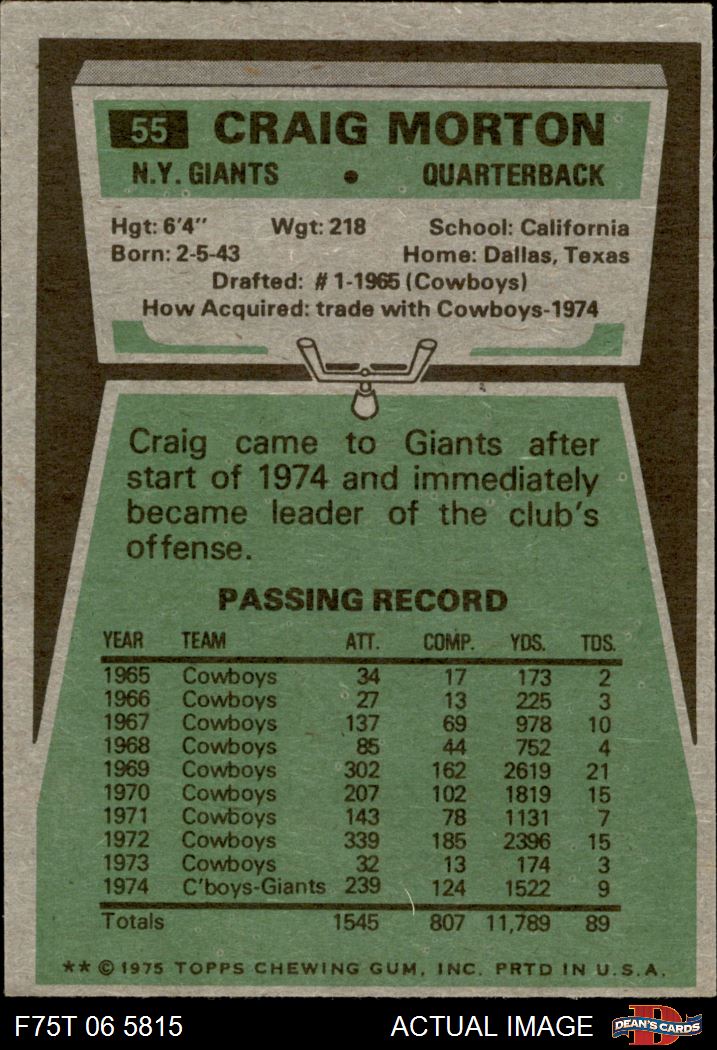 55 CRAIG MORTON
N.Y. GIANTS • QUARTERBACK
Hgt: 6'4" Wgt: 218 School: California
Born: 2-5-43 Home: Dallas, Texas
Drafted: #1-1965 (Cowboys)
How Acquired: trade with Cowboys-1974
Craig came to Giants after
start of 1974 and immediately
became leader of the club's
offense.
PASSING RECORD
YEAR TEAM ATT. COMP. YDS. TDS.
1965 Cowboys 34 17 173 2
1966 Cowboys 27 13 225 3
1967 Cowboys 137 69 978 10
1968 Cowboys 85 44 752 4
1969 Cowboys 302 162 2619 21
1970 Cowboys 207 102 1819 15
1971 Cowboys 143 78 1131 7
1972 Cowboys 339 185 2396 15
1973 Cowboys 32 13 174 3
1974 C'boys-Giants 239 124 1522 9
Totals 1545 807 11,789 89
** © 1975 TOPPS CHEWING GUM, INC. PRTD IN U.S.A.
F75T 06 5815 ACTUAL IMAGE DEAN'S CARDS